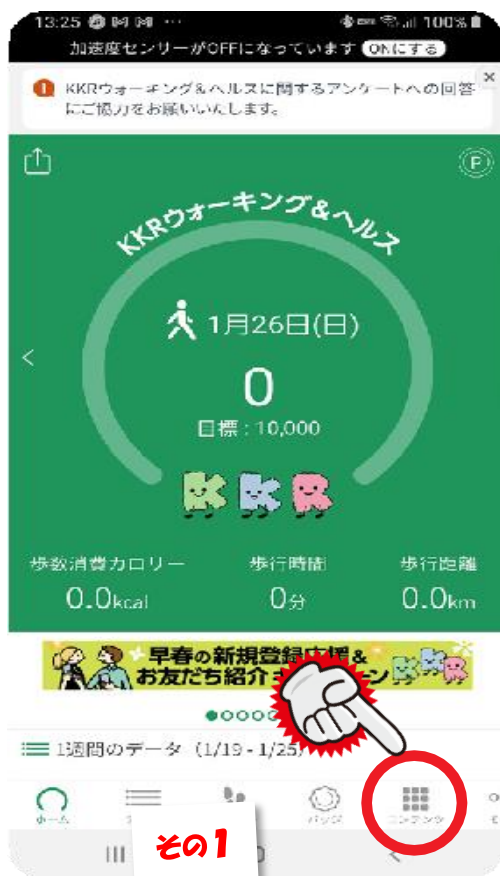 13:25
100%
加速度センサーがOFFになっています ONにする
KKRウォーキング&ヘルスに関するアンケートへの回答
にご協力をお願いいたします。
P
KKRウォーキング&ヘルス
1月26日(日)
0
目標:10,000
KKR
歩数消費カロリー 歩行時間 歩行距離
0.0kcal 0分 0.0km
早春の新規登録応援&
お友だち紹介キ ーン
KKR
1週間のデータ (1/19 - 1/25)
ホーム バッジ コンテンツ
その1